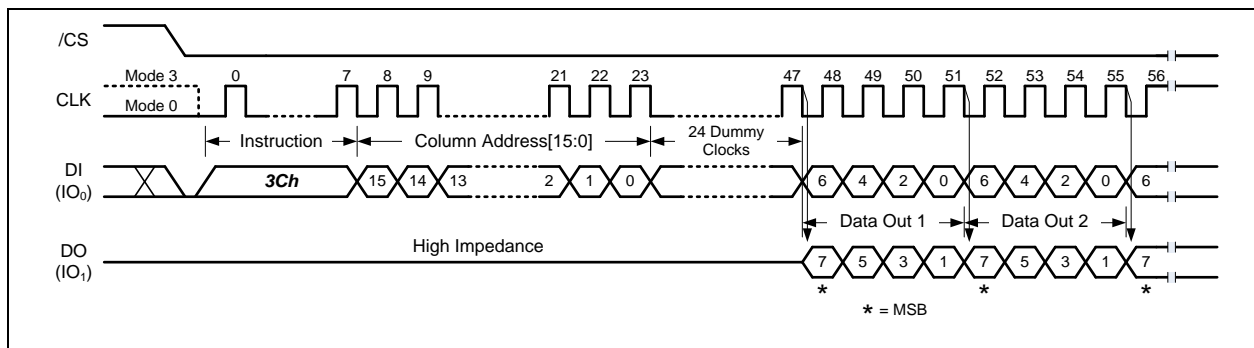 /CS
Mode 3
0 7 8 9 21 22 23 47 48 49 50 51 52 53 54 55 56
CLK
Mode 0
Instruction Column Address[15:0] 24 Dummy Clocks
DI
(IO₀)
3Ch 15 14 13 2 1 0 6 4 2 0 6 4 2 0 6
Data Out 1 Data Out 2
High Impedance
DO
(IO₁)
7 5 3 1 7 5 3 1 7
* * *
* = MSB